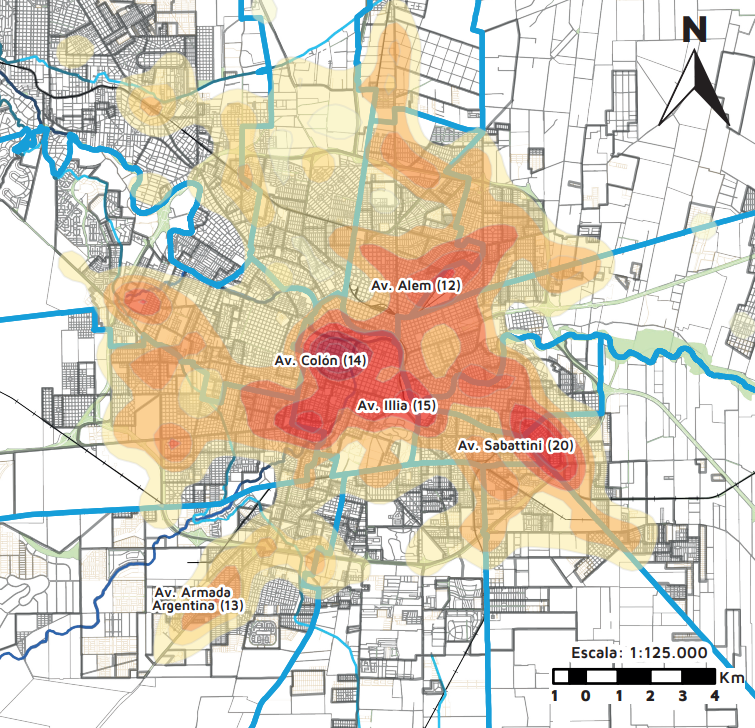 N
Av. Alem (12)
Av. Colón (14)
Av. Illia (15)
Av. Sabattini (20)
Av. Armada
Argentina (13)
Escala: 1:125.000
Km
1 0 1 2 3 4